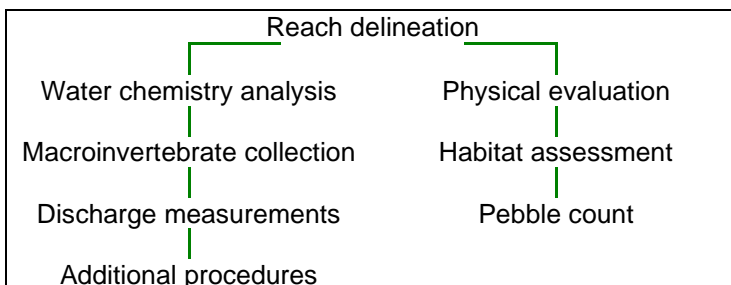 Reach delineation
Water chemistry analysis
Physical evaluation
Macroinvertebrate collection
Habitat assessment
Discharge measurements
Pebble count
Additional procedures